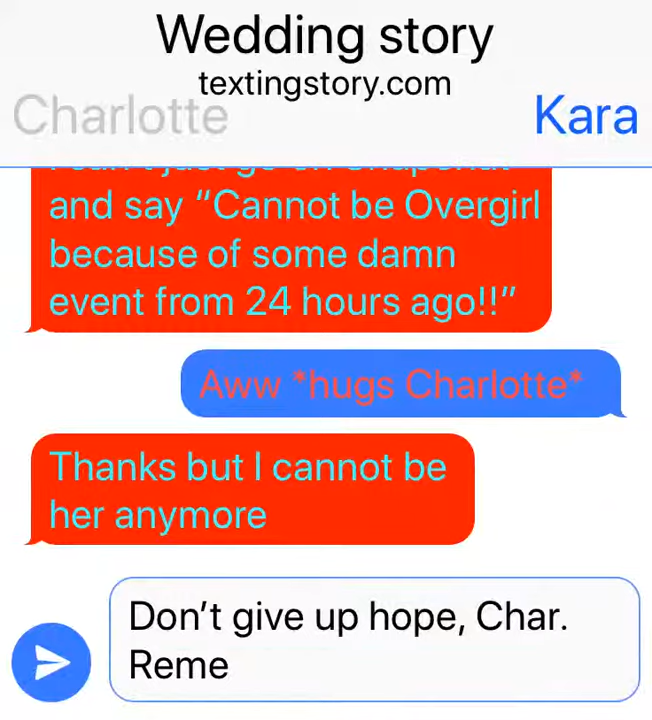 Wedding story
textingstory.com
Charlotte
Kara
and say “Cannot be Overgirl
because of some damn
event from 24 hours ago!!”
Aww *hugs Charlotte*
Thanks but I cannot be
her anymore
Don’t give up hope, Char.
Reme